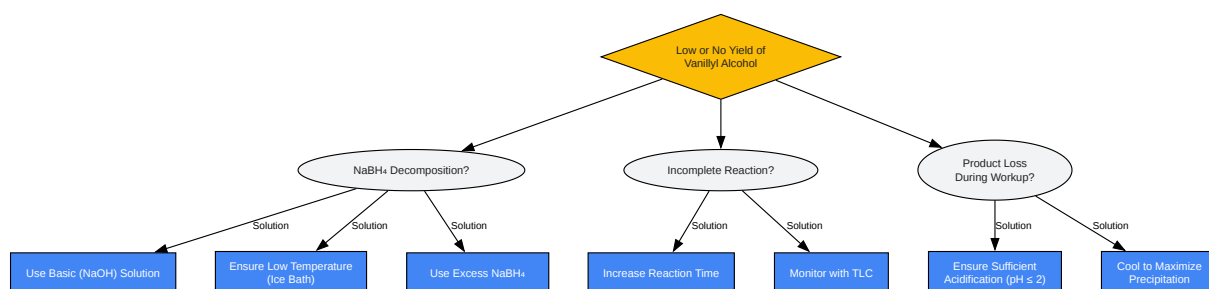 Low or No Yield of
Vanillyl Alcohol
NaBH₄ Decomposition?
Incomplete Reaction?
Product Loss
During Workup?
Solution
Solution
Solution
Solution
Solution
Solution
Solution
Use Basic (NaOH) Solution
Ensure Low Temperature
(Ice Bath)
Use Excess NaBH₄
Increase Reaction Time
Monitor with TLC
Ensure Sufficient
Acidification (pH ≤ 2)
Cool to Maximize
Precipitation